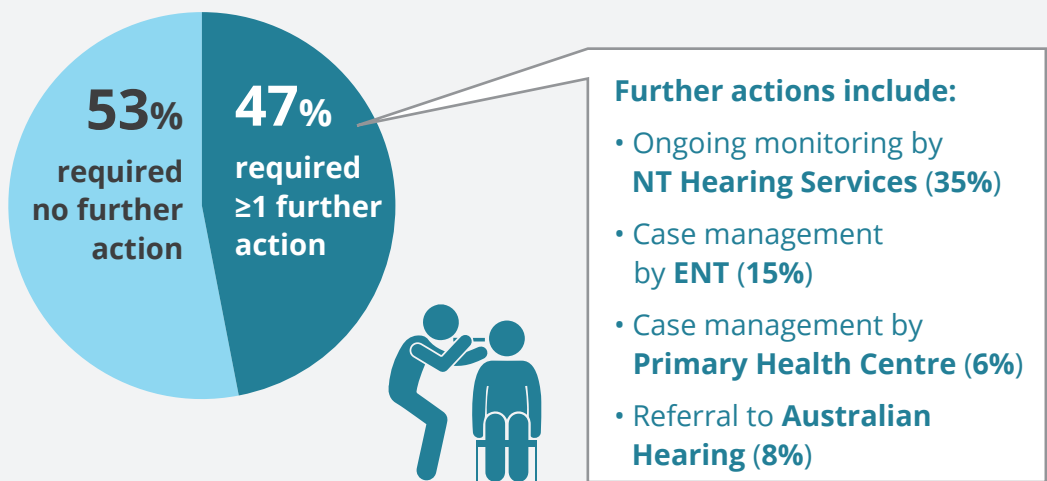 53%
required
no further
action
47%
required
≥1 further
action
Further actions include:
• Ongoing monitoring by
NT Hearing Services (35%)
• Case management
by ENT (15%)
• Case management by
Primary Health Centre (6%)
• Referral to Australian
Hearing (8%)